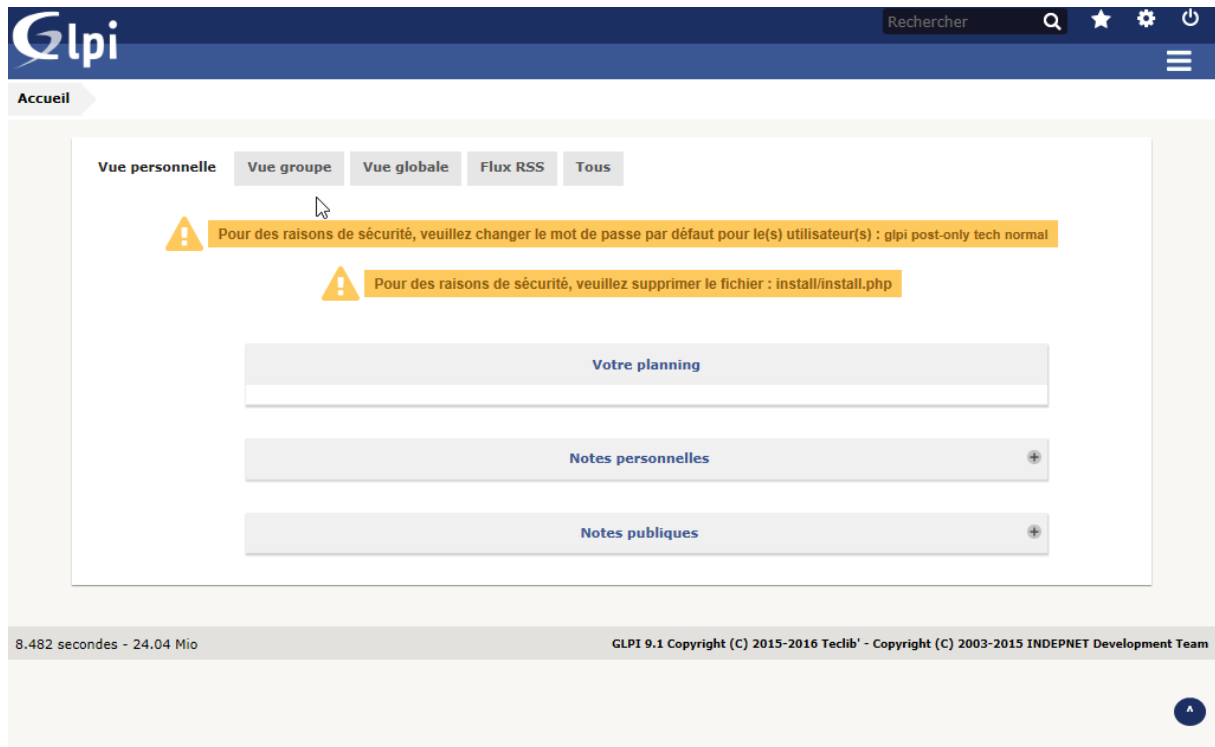 Glpi
Rechercher
Accueil
Vue personnelle Vue groupe Vue globale Flux RSS Tous
Pour des raisons de sécurité, veuillez changer le mot de passe par défaut pour le(s) utilisateur(s) : glpi post-only tech normal
Pour des raisons de sécurité, veuillez supprimer le fichier : install/install.php
Votre planning
Notes personnelles
Notes publiques
8.482 secondes - 24.04 Mio GLPI 9.1 Copyright (C) 2015-2016 Teclib' - Copyright (C) 2003-2015 INDEPNET Development Team